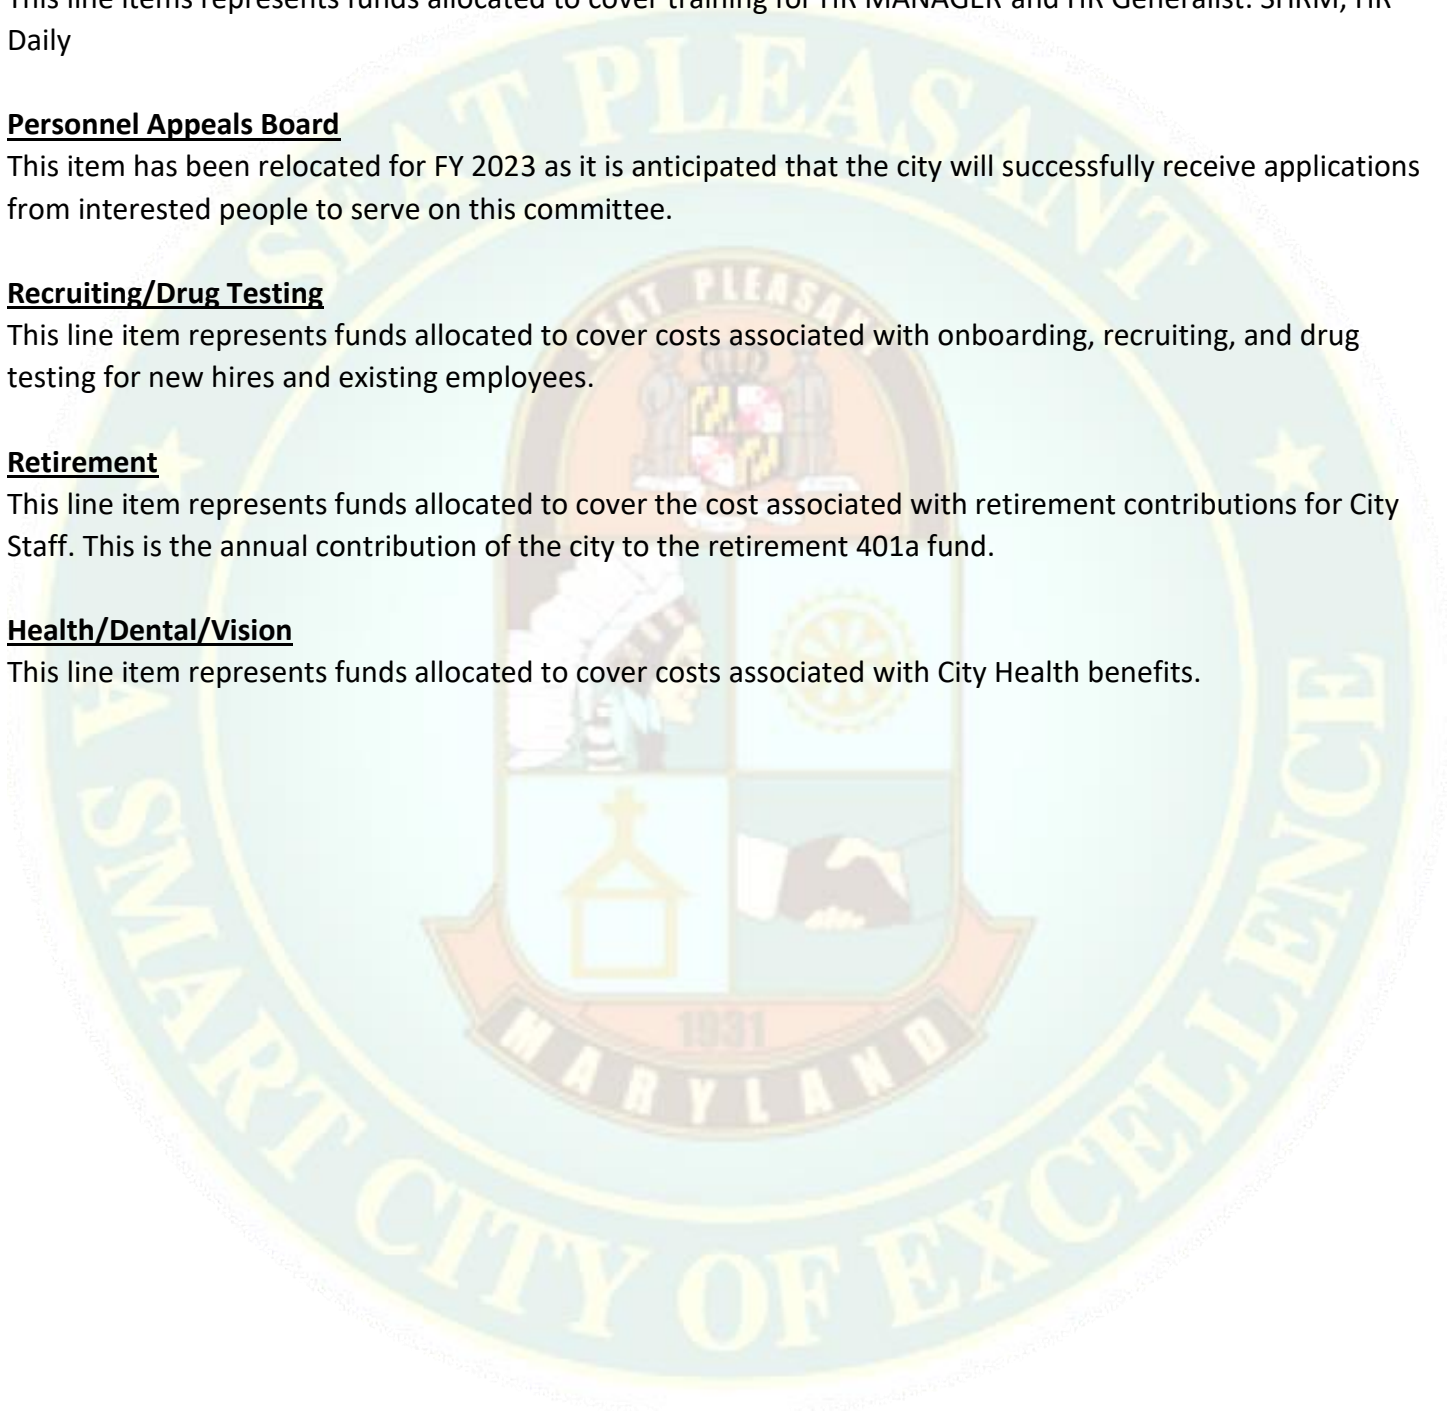 This line items represents funds allocated to cover training for HR MANAGER and HR Generalist. SHRM, HR
Daily
Personnel Appeals Board
This item has been relocated for FY 2023 as it is anticipated that the city will successfully receive applications
from interested people to serve on this committee.
Recruiting/Drug Testing
This line item represents funds allocated to cover costs associated with onboarding, recruiting, and drug
testing for new hires and existing employees.
Retirement
This line item represents funds allocated to cover the cost associated with retirement contributions for City
Staff. This is the annual contribution of the city to the retirement 401a fund.
Health/Dental/Vision
This line item represents funds allocated to cover costs associated with City Health benefits.
SEAT PLEASANT
SEAT PLEASANT
1931
MARYLAND
A SMART CITY OF EXCELLENCE